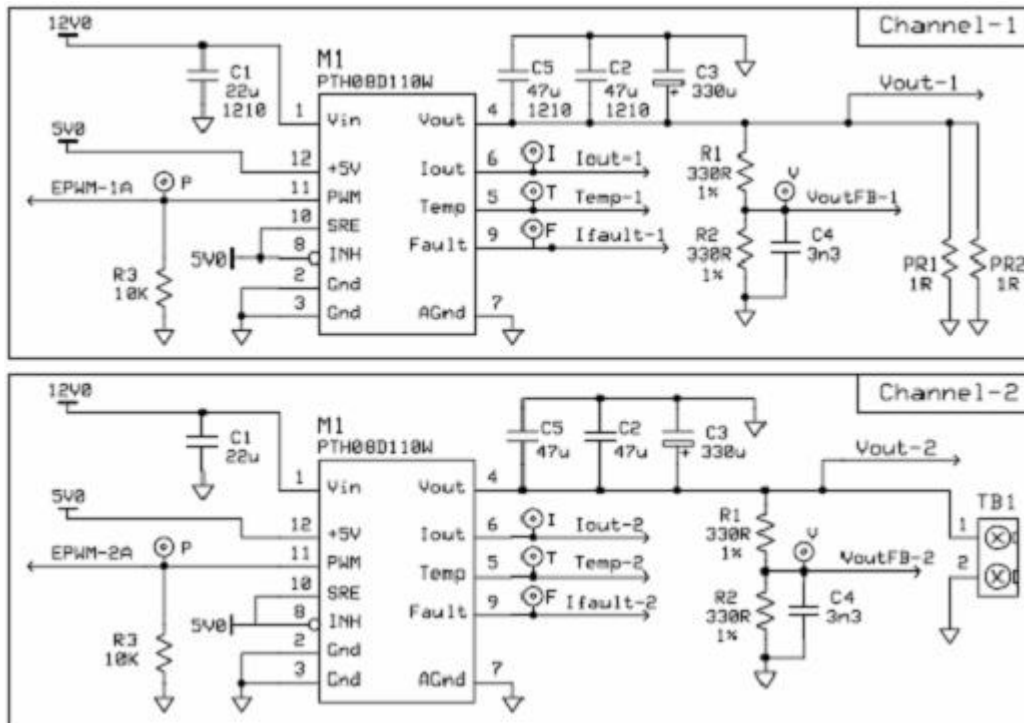 12V0
Channel-1
C1
22u
1210
M1
PTH08D110W
C5
47u
1210
C2
47u
1210
C3
330u
Vout-1
1 Vin Vout 4
5V0
12 +5V Iout 6 I Iout-1
EPWM-1A P 11 PWM
Temp 5 T Temp-1
10 SRE
Fault 9 F Ifault-1
5V0 8 INH
R3
10K
2 Gnd
3 Gnd AGnd 7
R1
330R
1%
V
VoutFB-1
R2
330R
1%
C4
3n3
PR1
1R
PR2
1R
12V0
Channel-2
C1
22u
M1
PTH08D110W
C5
47u
C2
47u
C3
330u
Vout-2
1 Vin Vout 4
5V0
12 +5V Iout 6 I Iout-2
EPWM-2A P 11 PWM
Temp 5 T Temp-2
10 SRE
Fault 9 F Ifault-2
5V0 8 INH
R3
10K
2 Gnd
3 Gnd AGnd 7
R1
330R
1%
V
VoutFB-2
R2
330R
1%
C4
3n3
TB1
1
2